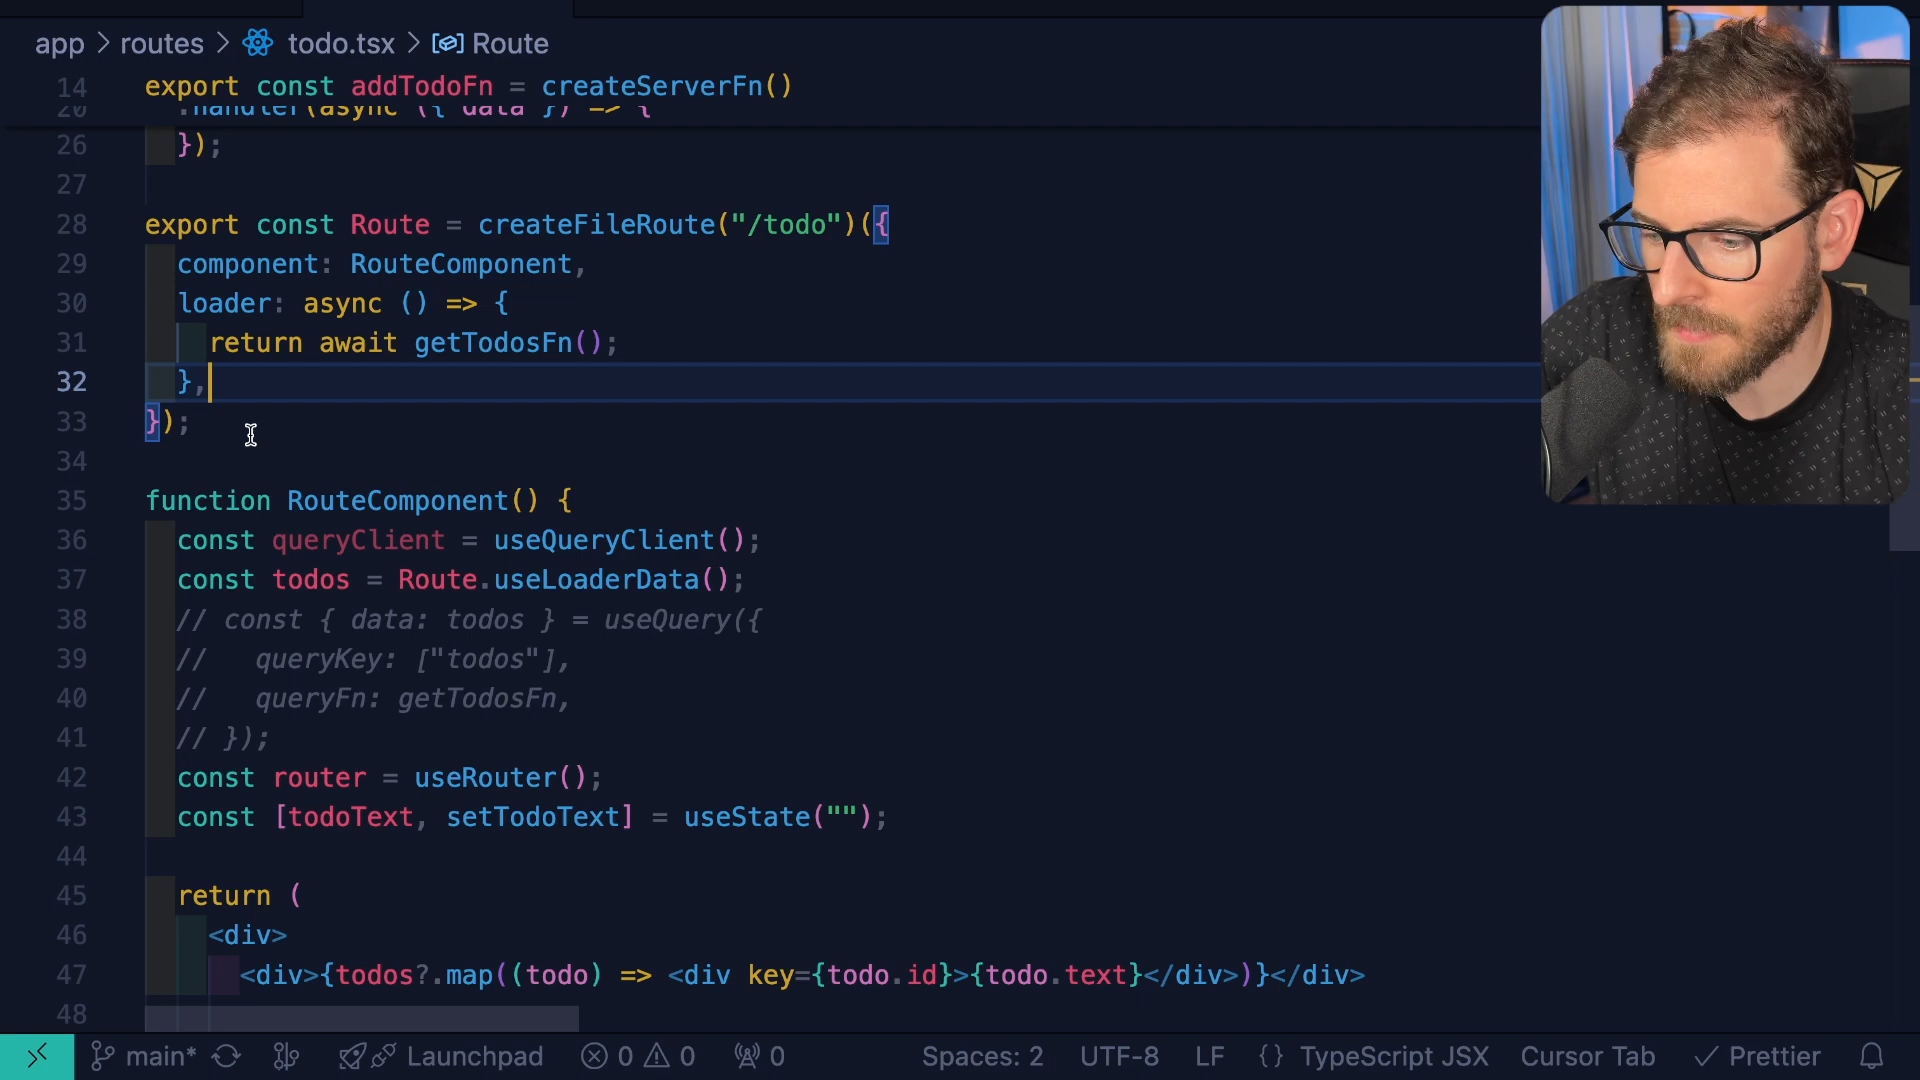 app > routes > todo.tsx > Route
14 export const addTodoFn = createServerFn()
20 .handler(async ({ data }) => {
26 });
27
28 export const Route = createFileRoute("/todo")({
29 component: RouteComponent,
30 loader: async () => {
31 return await getTodosFn();
32 },
33 });
34
35 function RouteComponent() {
36 const queryClient = useQueryClient();
37 const todos = Route.useLoaderData();
38 // const { data: todos } = useQuery({
39 //   queryKey: ["todos"],
40 //   queryFn: getTodosFn,
41 // });
42 const router = useRouter();
43 const [todoText, setTodoText] = useState("");
44
45 return (
46 <div>
47 <div>{todos?.map((todo) => <div key={todo.id}>{todo.text}</div>)}</div>
48
main* Launchpad 0 0 0 Spaces: 2 UTF-8 LF {} TypeScript JSX Cursor Tab Prettier